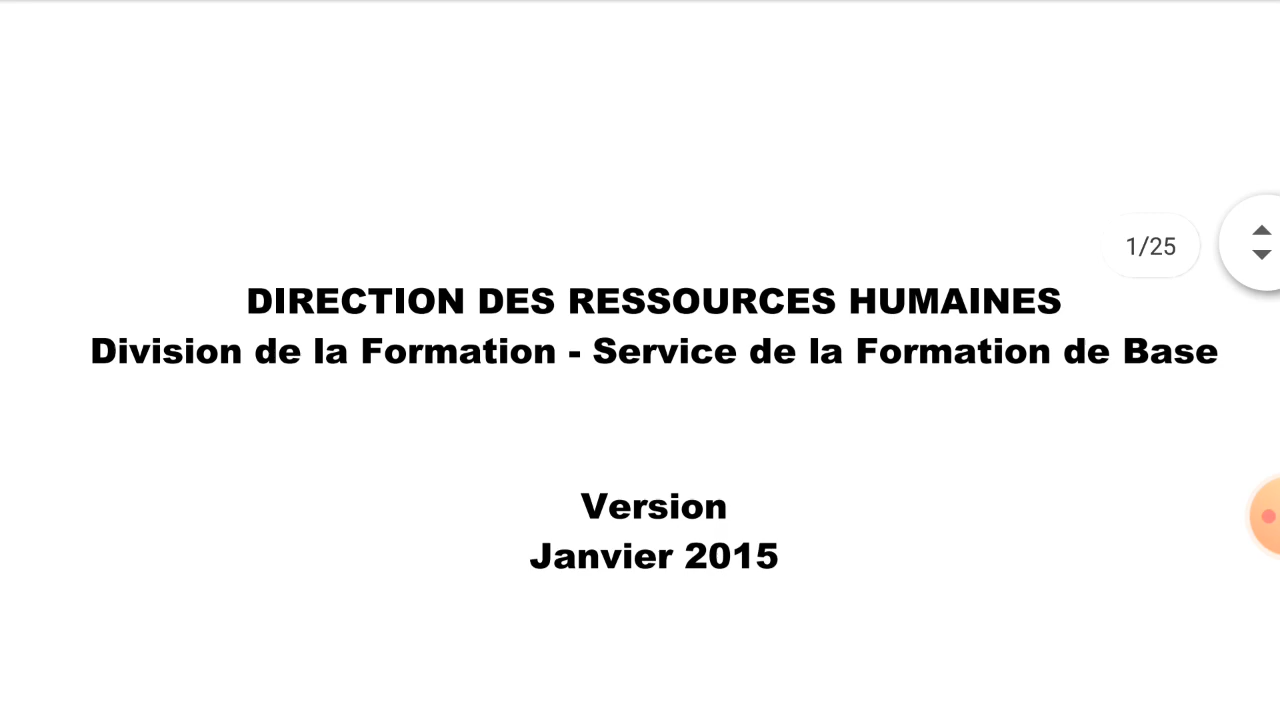 1/25
DIRECTION DES RESSOURCES HUMAINES
Division de la Formation - Service de la Formation de Base
Version
Janvier 2015